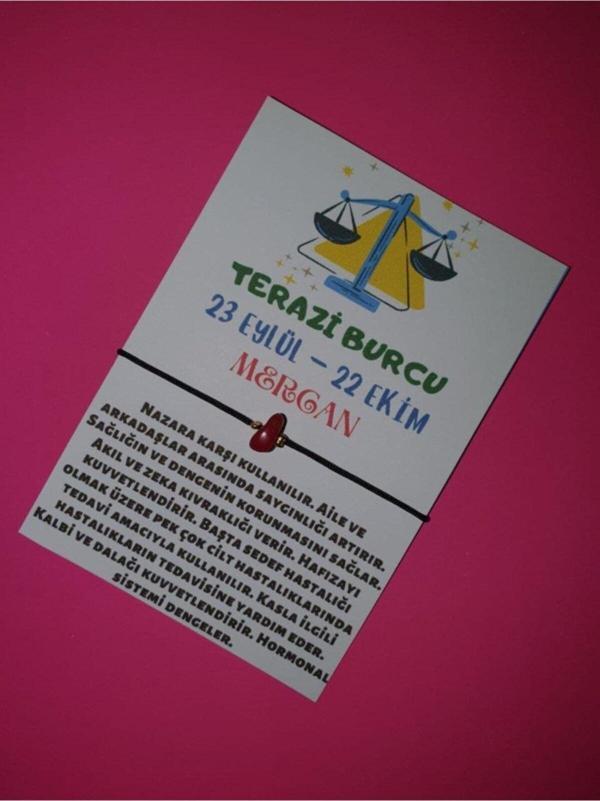 TERAZİ BURCU
23 EYLÜL – 22 EKİM
MERCAN
NAZARA KARŞI KULLANILIR. AİLE VE
ARKADAŞLAR ARASINDA SAYGINLIĞI ARTIRIR.
SAĞLIĞIN VE DENGENİN KORUNMASINI SAĞLAR.
AKIL VE ZEKA KIVRAKLIĞI VERİR. HAFIZAYI
KUVVETLENDİRİR. BAŞTA SEDEF HASTALIĞI
OLMAK ÜZERE PEK ÇOK CİLT HASTALIKLARINDA
TEDAVİ AMACIYLA KULLANILIR. KASLA İLGİLİ
HASTALIKLARIN TEDAVİSİNE YARDIM EDER.
KALBİ VE DALAĞI KUVVETLENDİRİR. HORMONAL
SİSTEMİ DENGELER.